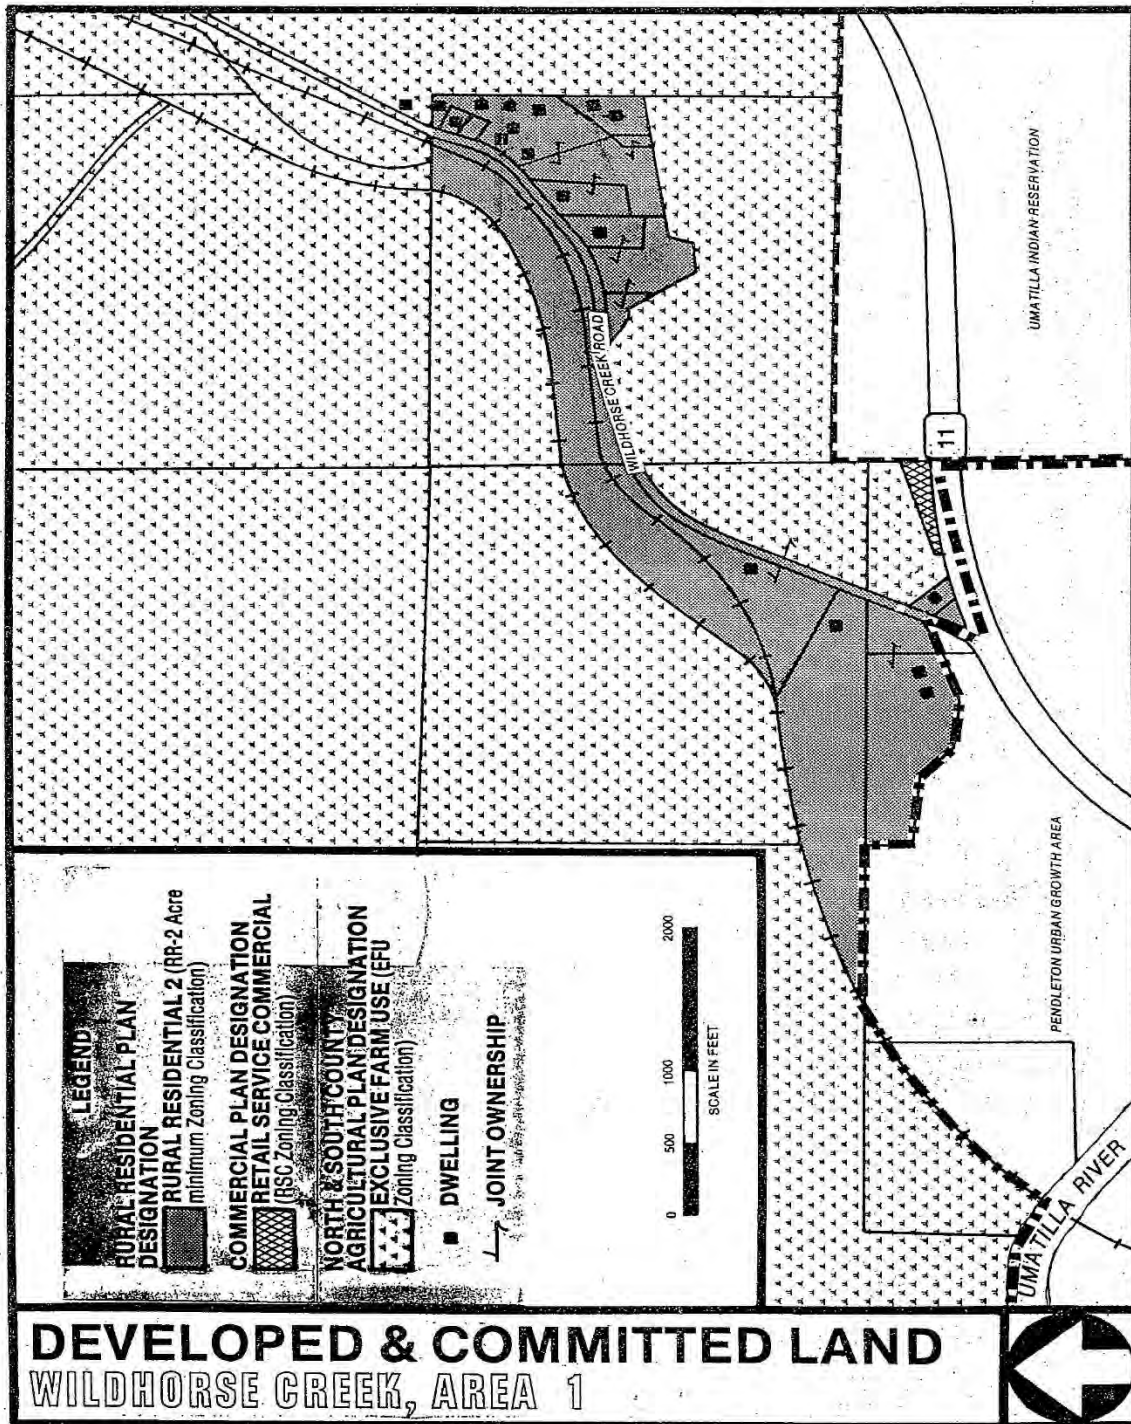 LEGEND
RURAL RESIDENTIAL PLAN
DESIGNATION
RURAL RESIDENTIAL 2 (RR-2 Acre
minimum Zoning Classification)
COMMERCIAL PLAN DESIGNATION
RETAIL SERVICE COMMERCIAL
(RSC Zoning Classification)
NORTH & SOUTH COUNTY
AGRICULTURAL PLAN DESIGNATION
EXCLUSIVE FARM USE (EFU
Zoning Classification)
DWELLING
JOINT OWNERSHIP
0 500 1000 2000
SCALE IN FEET
WILDHORSE CREEK ROAD
UMATILLA INDIAN RESERVATION
11
PENDLETON URBAN GROWTH AREA
UMATILLA RIVER
DEVELOPED & COMMITTED LAND
WILDHORSE CREEK, AREA 1